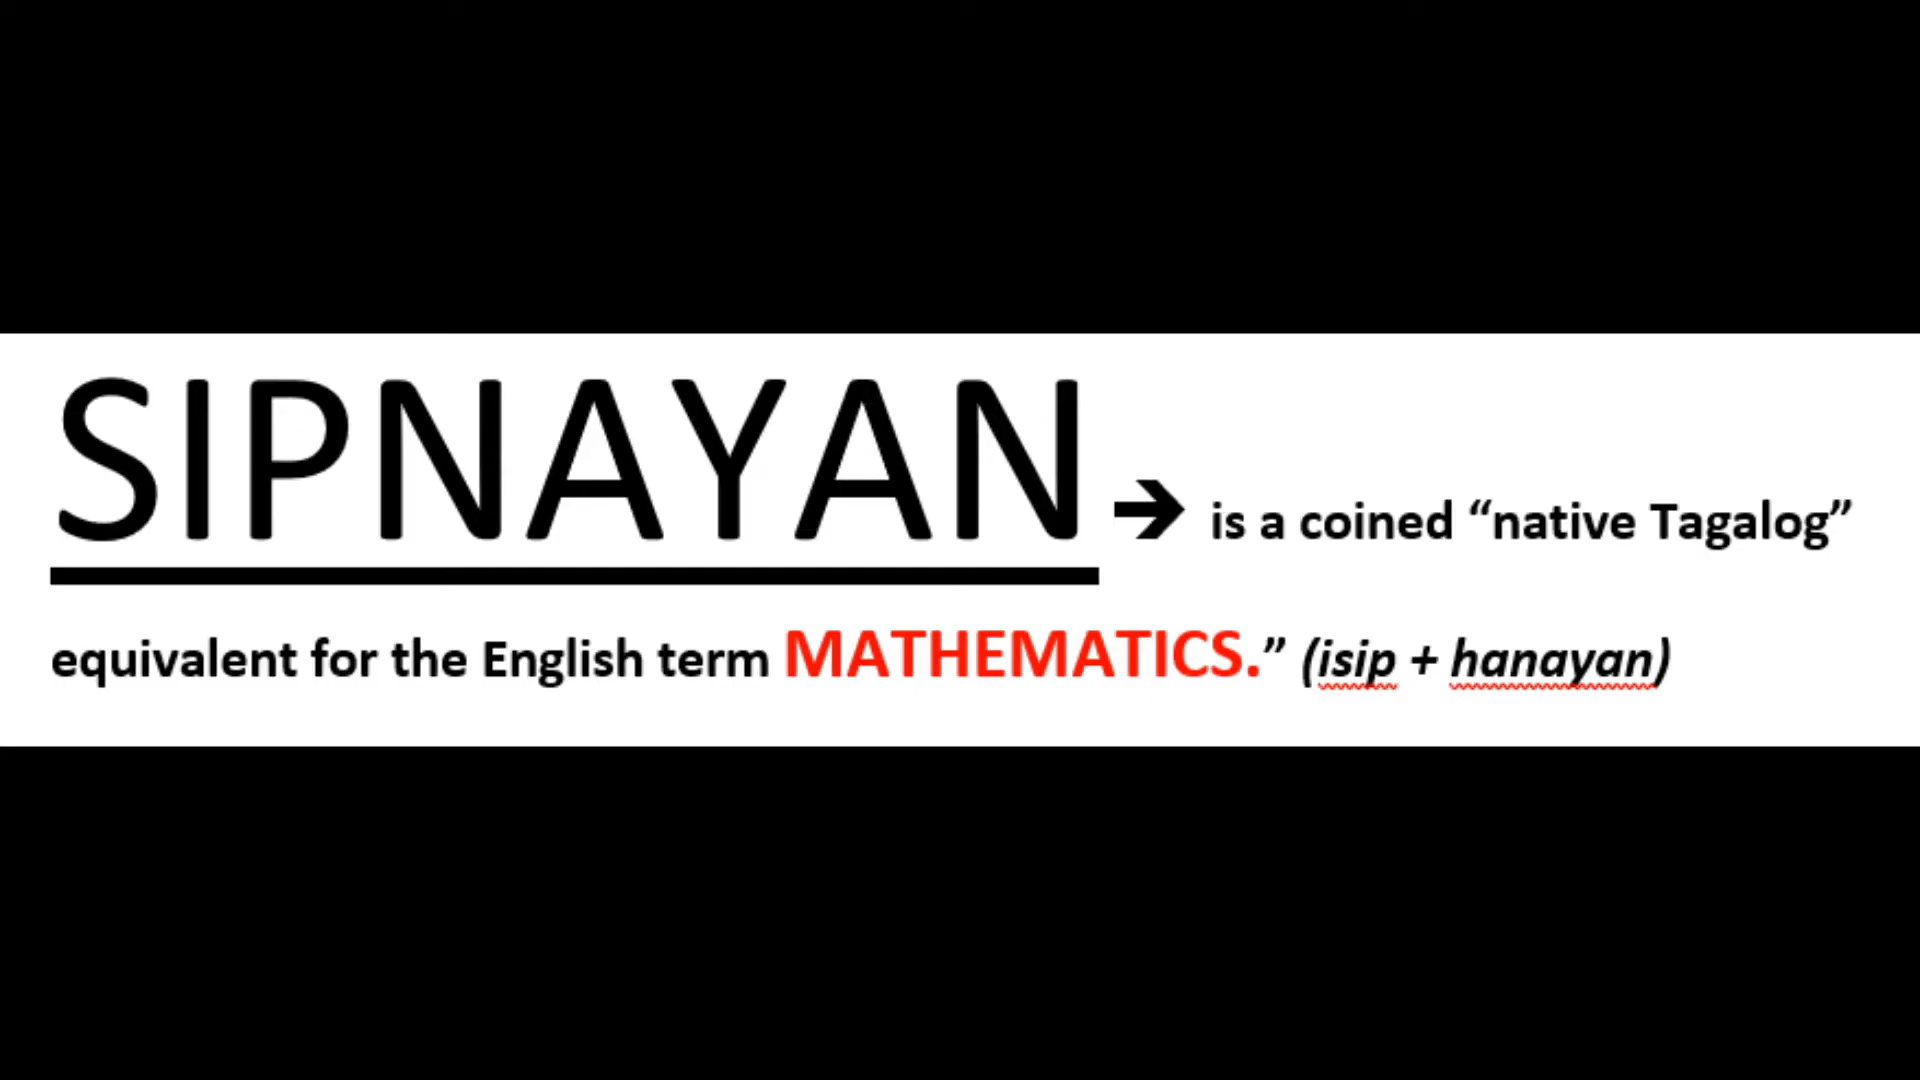 SIPNAYAN → is a coined “native Tagalog”
equivalent for the English term MATHEMATICS.” (isip + hanayan)